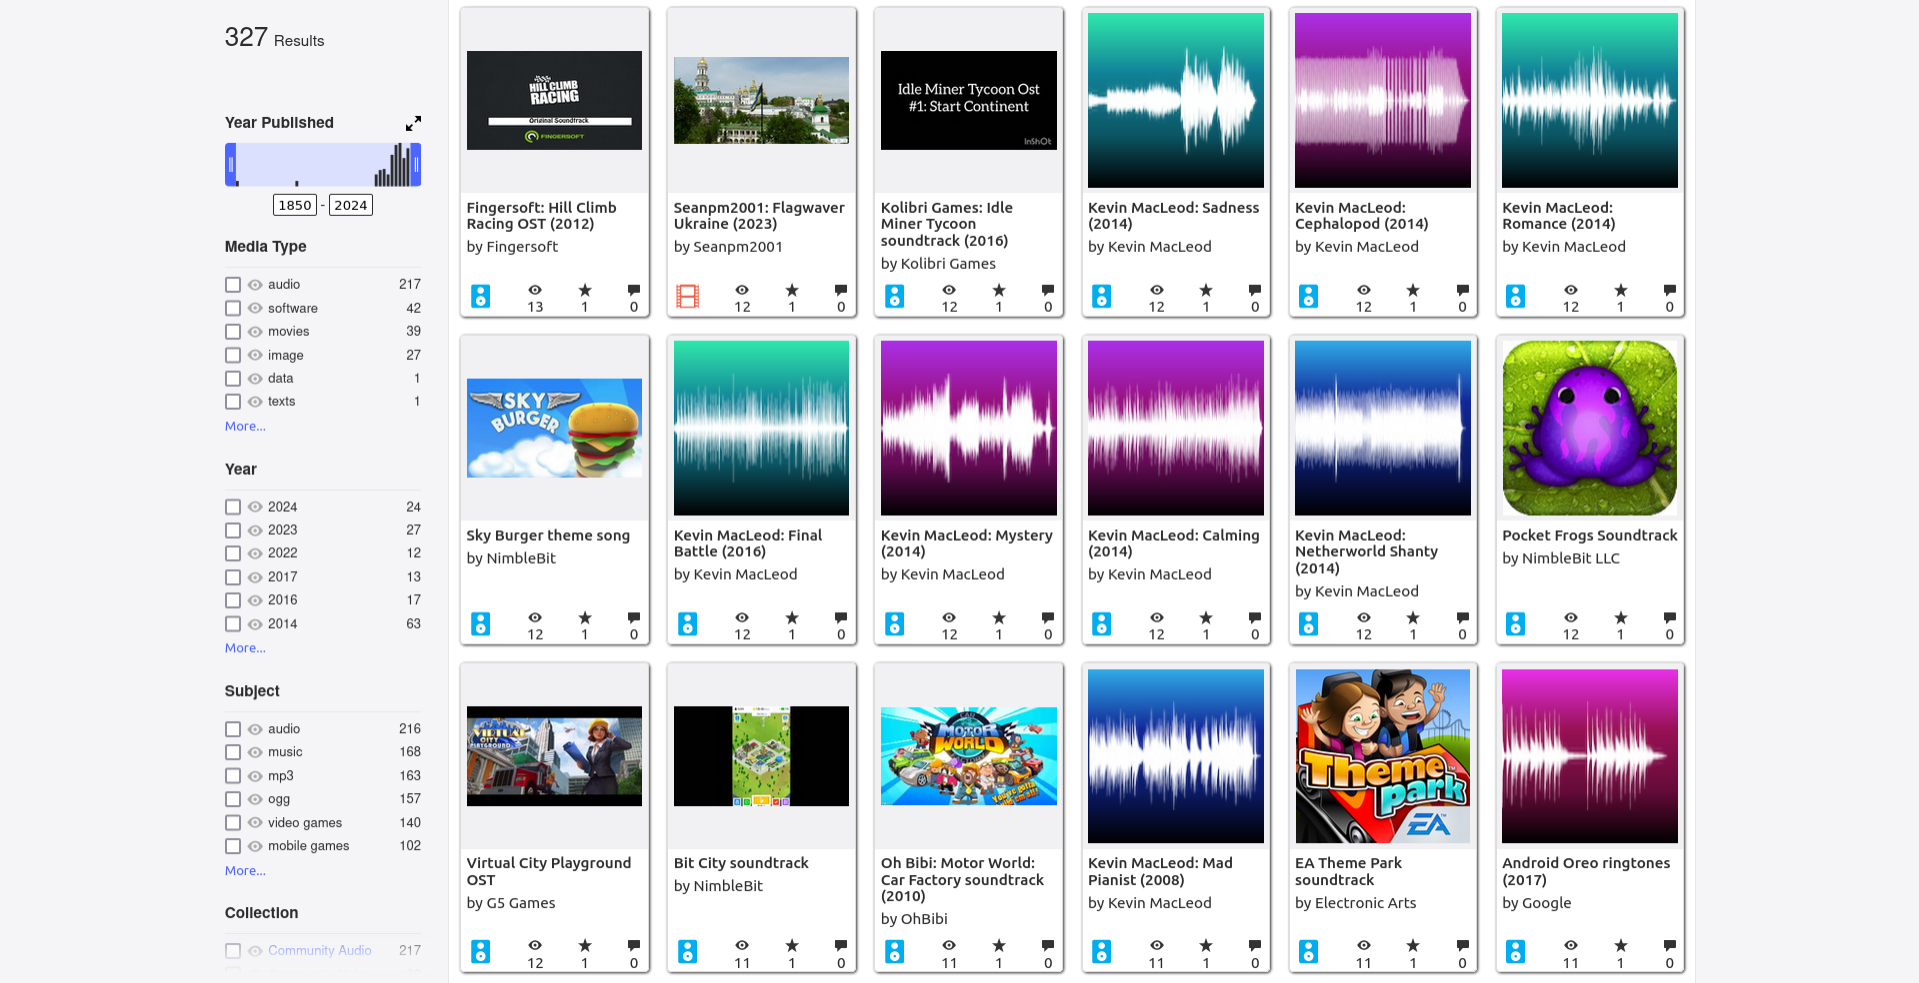 327 Results
Year Published
1850 - 2024
Media Type
audio 217
software 42
movies 39
image 27
data 1
texts 1
More...
Year
2024 24
2023 27
2022 12
2017 13
2016 17
2014 63
More...
Subject
audio 216
music 168
mp3 163
ogg 157
video games 140
mobile games 102
More...
Collection
Community Audio 217
HILL CLIMB
RACING
Original Soundtrack
FINGERSOFT
Fingersoft: Hill Climb
Racing OST (2012)
by Fingersoft
13 1 0
Seanpm2001: Flagwaver
Ukraine (2023)
by Seanpm2001
12 1 0
Idle Miner Tycoon Ost
#1: Start Continent
InShOt
Kolibri Games: Idle
Miner Tycoon
soundtrack (2016)
by Kolibri Games
12 1 0
Kevin MacLeod: Sadness
(2014)
by Kevin MacLeod
12 1 0
Kevin MacLeod:
Cephalopod (2014)
by Kevin MacLeod
12 1 0
Kevin MacLeod:
Romance (2014)
by Kevin MacLeod
12 1 0
SKY
BURGER
Sky Burger theme song
by NimbleBit
12 1 0
Kevin MacLeod: Final
Battle (2016)
by Kevin MacLeod
12 1 0
Kevin MacLeod: Mystery
(2014)
by Kevin MacLeod
12 1 0
Kevin MacLeod: Calming
(2014)
by Kevin MacLeod
12 1 0
Kevin MacLeod:
Netherworld Shanty
(2014)
by Kevin MacLeod
12 1 0
Pocket Frogs Soundtrack
by NimbleBit LLC
12 1 0
VIRTUAL
CITY
PLAYGROUND
Virtual City Playground
OST
by G5 Games
12 1 0
Bit City soundtrack
by NimbleBit
11 1 0
MOTOR
WORLD
Oh Bibi: Motor World:
Car Factory soundtrack
(2010)
by OhBibi
11 1 0
Kevin MacLeod: Mad
Pianist (2008)
by Kevin MacLeod
11 1 0
Theme
park
EA
EA Theme Park
soundtrack
by Electronic Arts
11 1 0
Android Oreo ringtones
(2017)
by Google
11 1 0